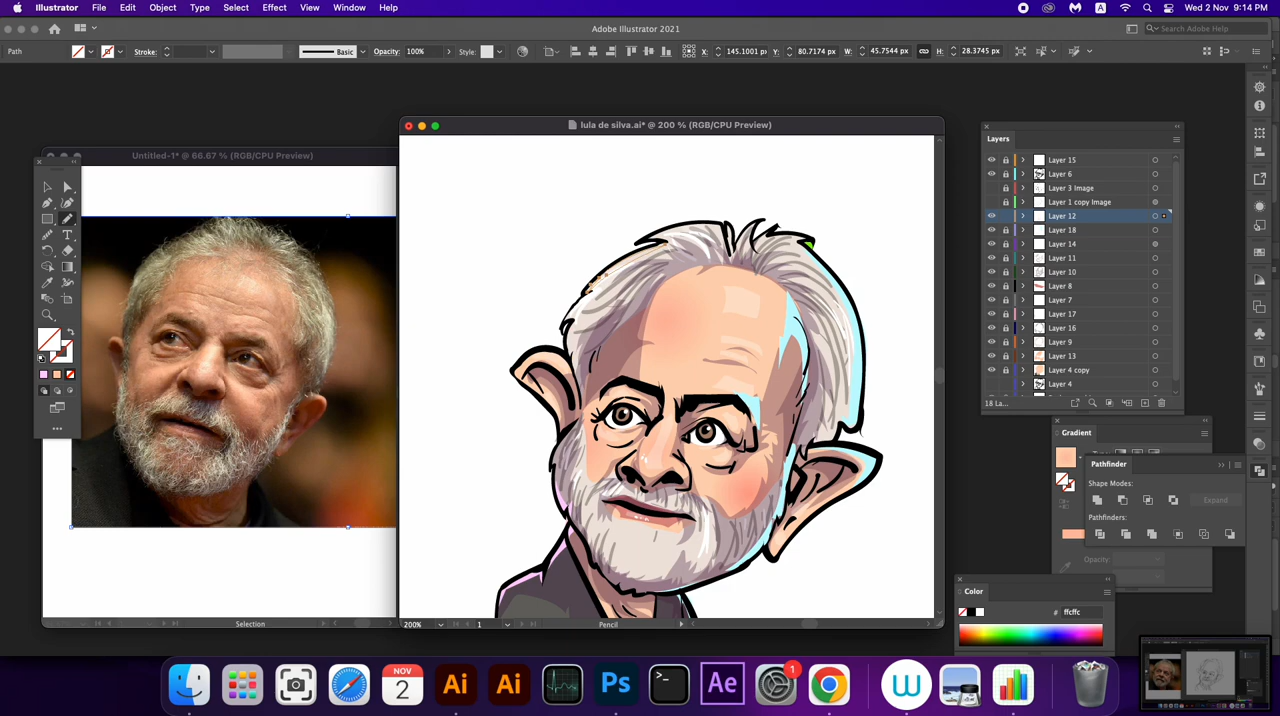 Illustrator File Edit Object Type Select Effect View Window Help
A Wed 2 Nov 9:14 PM
Adobe Illustrator 2021
Search Adobe Help
Path Stroke: Basic Opacity: 100% Style: X: 145.1001 px Y: 80.7174 px W: 45.7544 px H: 28.3745 px
lula de silva.ai* @ 200 % (RGB/CPU Preview)
Untitled-1* @ 66.67 % (RGB/CPU Preview)
Layers
Layer 15
Layer 6
Layer 3 Image
Layer 1 copy Image
Layer 12
Layer 18
Layer 14
Layer 11
Layer 10
Layer 8
Layer 7
Layer 17
Layer 16
Layer 9
Layer 13
Layer 4 copy
Layer 4
18 La...
Gradient
Pathfinder
Shape Modes:
Expand
Pathfinders:
Opacity:
Color
# ffcffc
Selection
200% 1 Pencil
NOV
2
Ai
Ai
Ps
>_
Ae
1
W